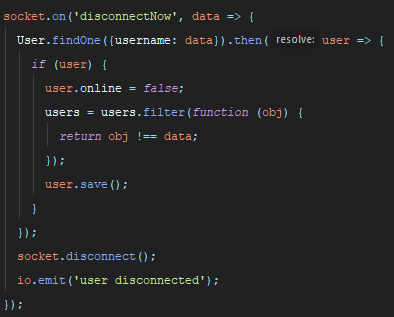 socket.on('disconnectNow', data => {
  User.findOne({username: data}).then( resolve: user => {
    if (user) {
      user.online = false;
      users = users.filter(function (obj) {
        return obj !== data;
      });
      user.save();
    }
  });
  socket.disconnect();
  io.emit('user disconnected');
});